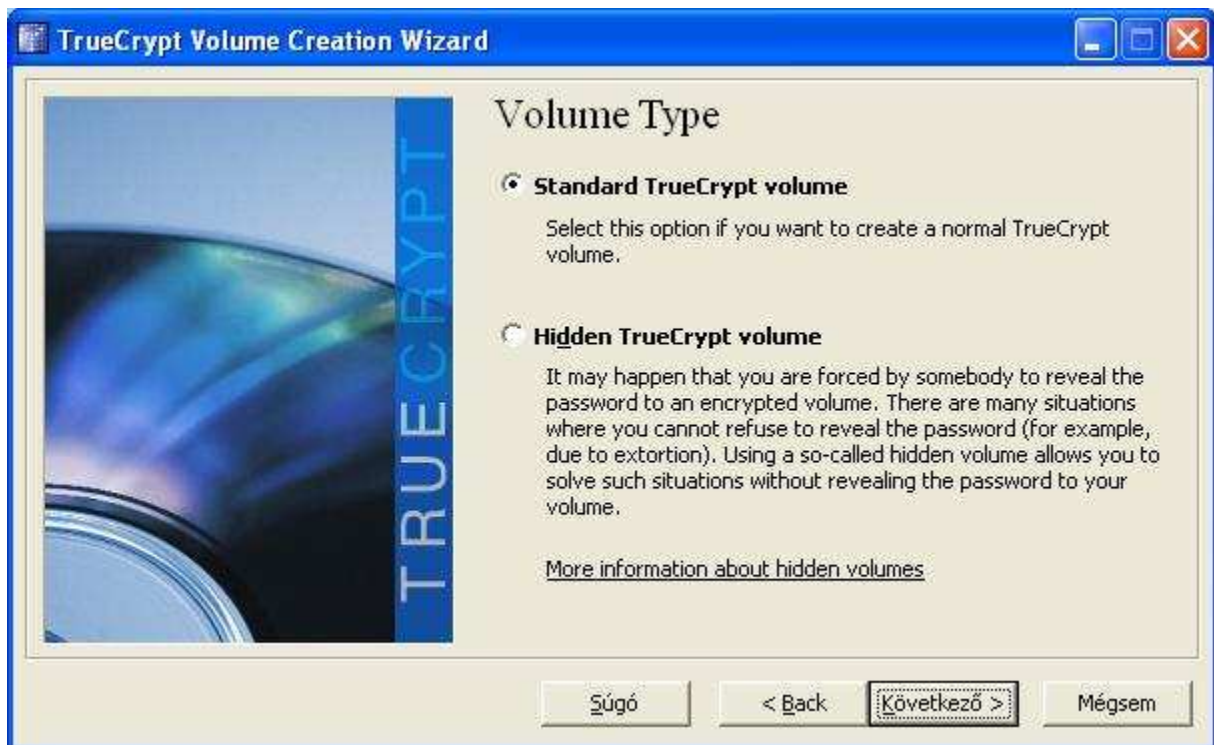 TrueCrypt Volume Creation Wizard
TRUECRYPT
Volume Type
Standard TrueCrypt volume
Select this option if you want to create a normal TrueCrypt
volume.
Hidden TrueCrypt volume
It may happen that you are forced by somebody to reveal the
password to an encrypted volume. There are many situations
where you cannot refuse to reveal the password (for example,
due to extortion). Using a so-called hidden volume allows you to
solve such situations without revealing the password to your
volume.
More information about hidden volumes
Súgó
< Back
Következő >
Mégsem